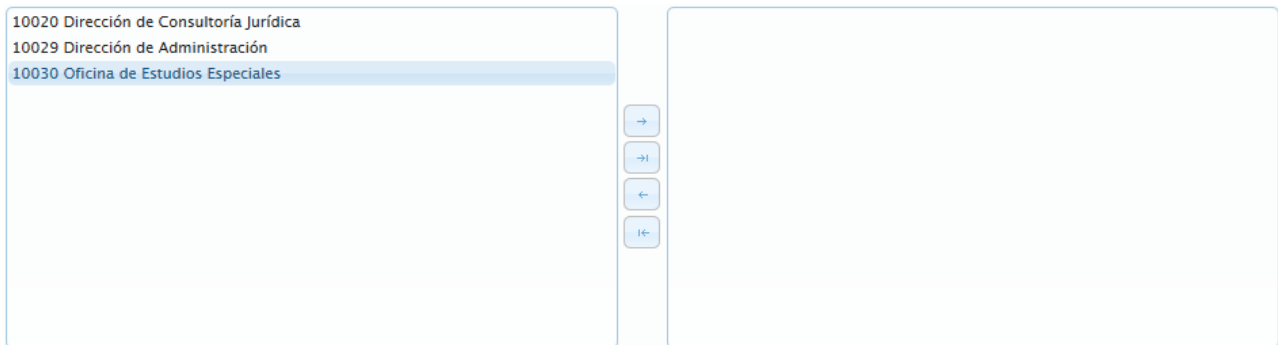 10020 Dirección de Consultoría Jurídica
10029 Dirección de Administración
10030 Oficina de Estudios Especiales